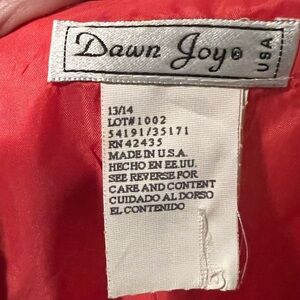 Dawn Joy® USA
13/14
LOT#1002
54191/35171
RN 42435
MADE IN U.S.A.
HECHO EN EE.UU.
SEE REVERSE FOR
CARE AND CONTENT
CUIDADO AL DORSO
EL CONTENIDO